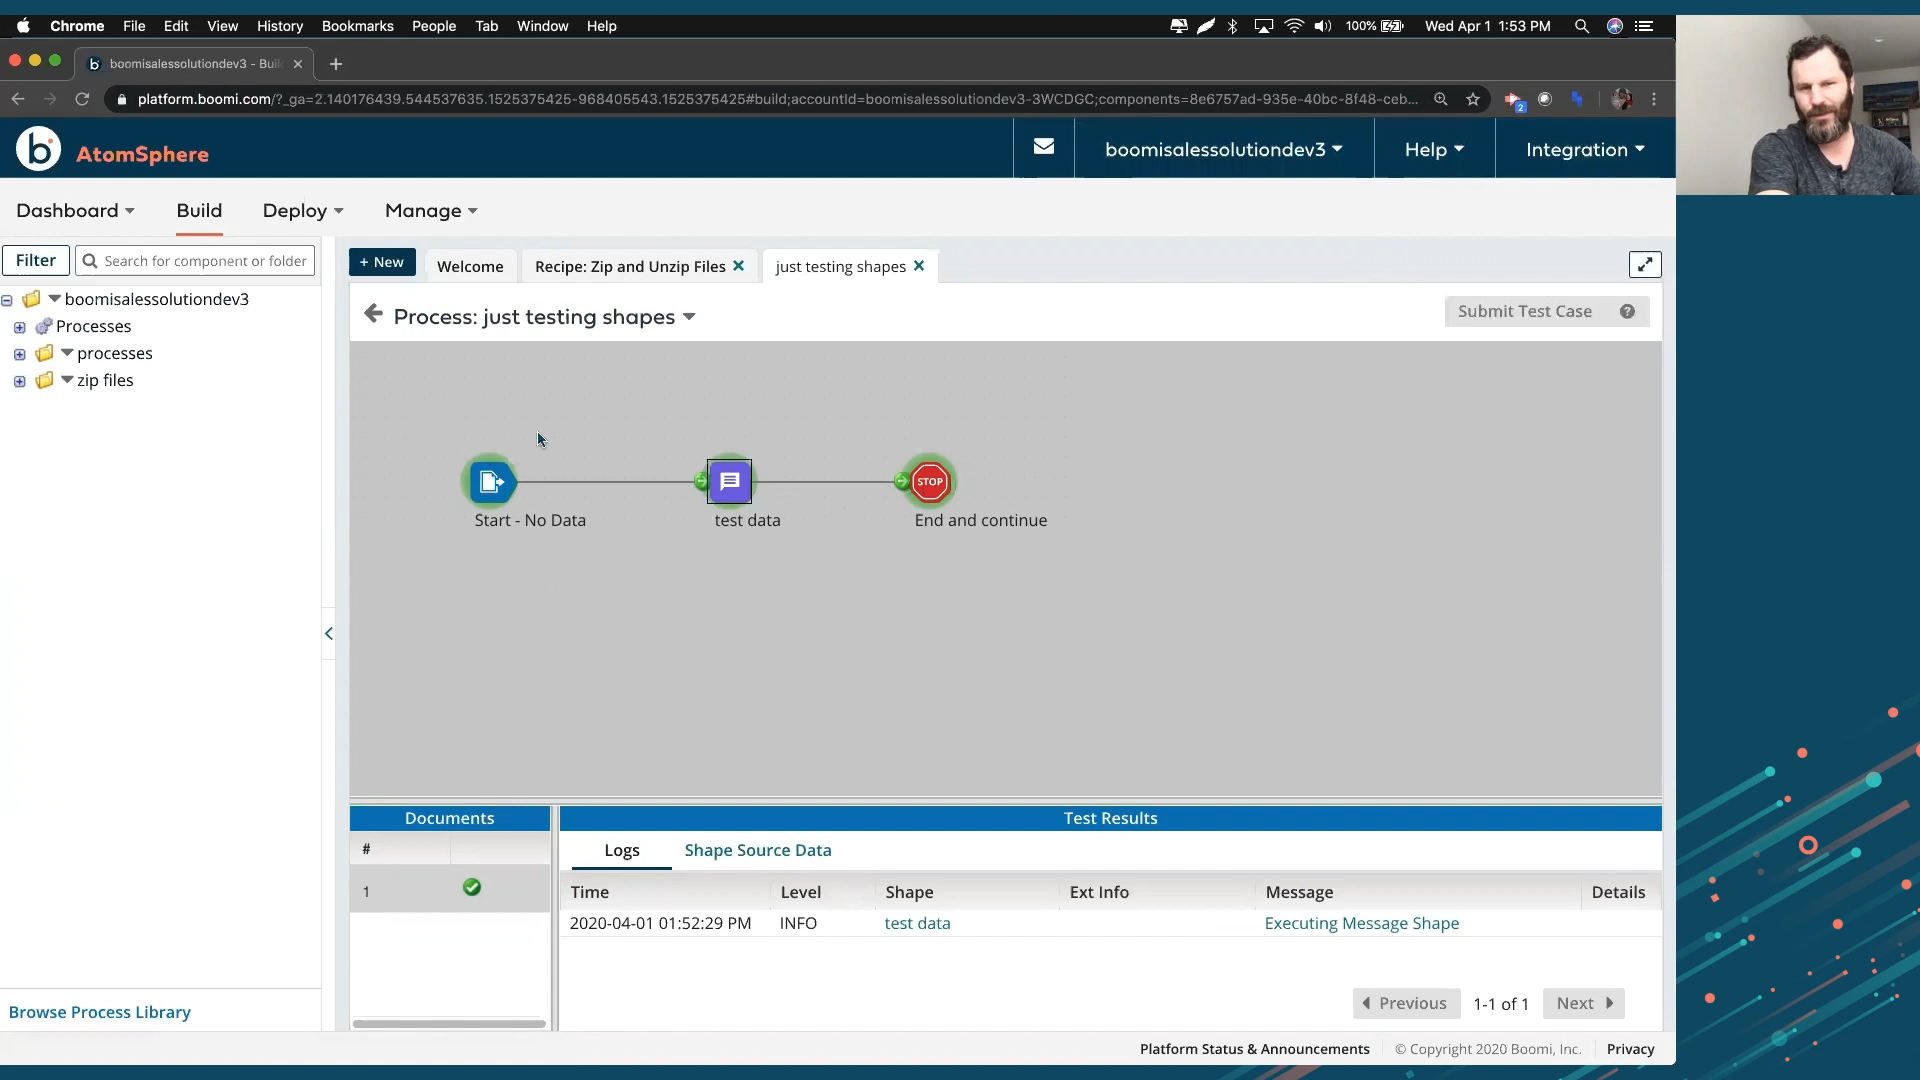 Chrome File Edit View History Bookmarks People Tab Window Help 100% Wed Apr 1 1:53 PM
boomisalessolutiondev3 - Buil
platform.boomi.com/?_ga=2.140176439.544537635.1525375425-968405543.1525375425#build;accountId=boomisalessolutiondev3-3WCDGC;components=8e6757ad-935e-40bc-8f48-ceb...
2
b AtomSphere boomisalessolutiondev3 Help Integration
Dashboard Build Deploy Manage
Filter Search for component or folder
+ New Welcome Recipe: Zip and Unzip Files just testing shapes
boomisalessolutiondev3
Processes
processes
zip files
Process: just testing shapes Submit Test Case ?
STOP
Start - No Data test data End and continue
Documents Test Results
# Logs Shape Source Data
Time Level Shape Ext Info Message Details
1
2020-04-01 01:52:29 PM INFO test data Executing Message Shape
Previous 1-1 of 1 Next
Browse Process Library
Platform Status & Announcements © Copyright 2020 Boomi, Inc. Privacy